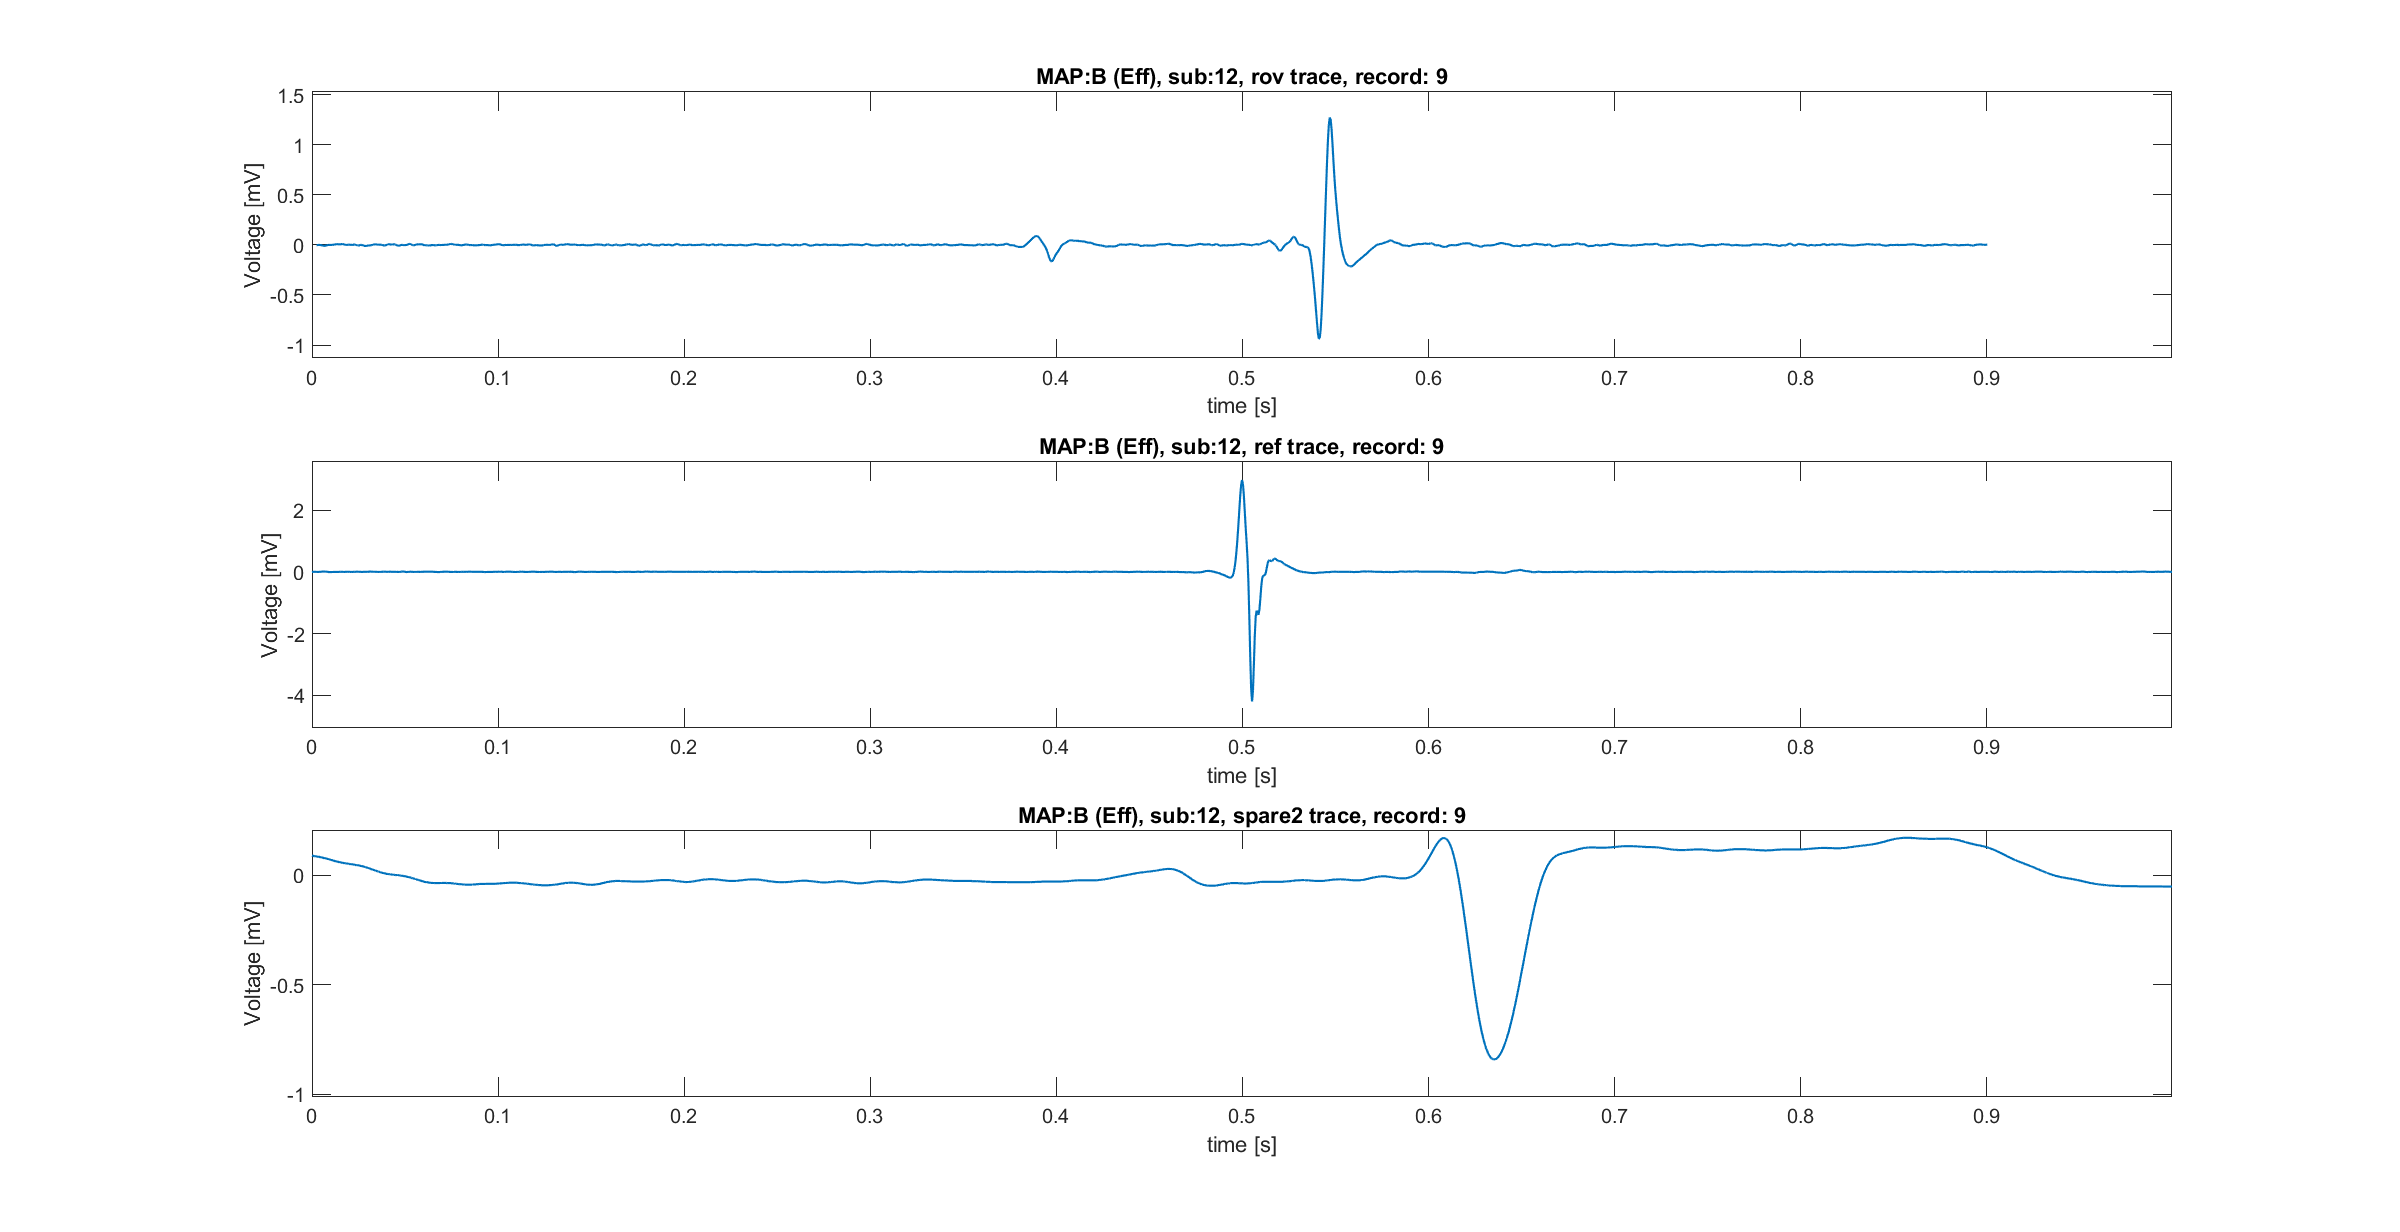 MAP:B (Eff), sub:12, rov trace, record: 9
1.5
1
0.5
0
-0.5
-1
Voltage [mV]
0 0.1 0.2 0.3 0.4 0.5 0.6 0.7 0.8 0.9
time [s]
MAP:B (Eff), sub:12, ref trace, record: 9
2
0
-2
-4
Voltage [mV]
0 0.1 0.2 0.3 0.4 0.5 0.6 0.7 0.8 0.9
time [s]
MAP:B (Eff), sub:12, spare2 trace, record: 9
0
-0.5
-1
Voltage [mV]
0 0.1 0.2 0.3 0.4 0.5 0.6 0.7 0.8 0.9
time [s]